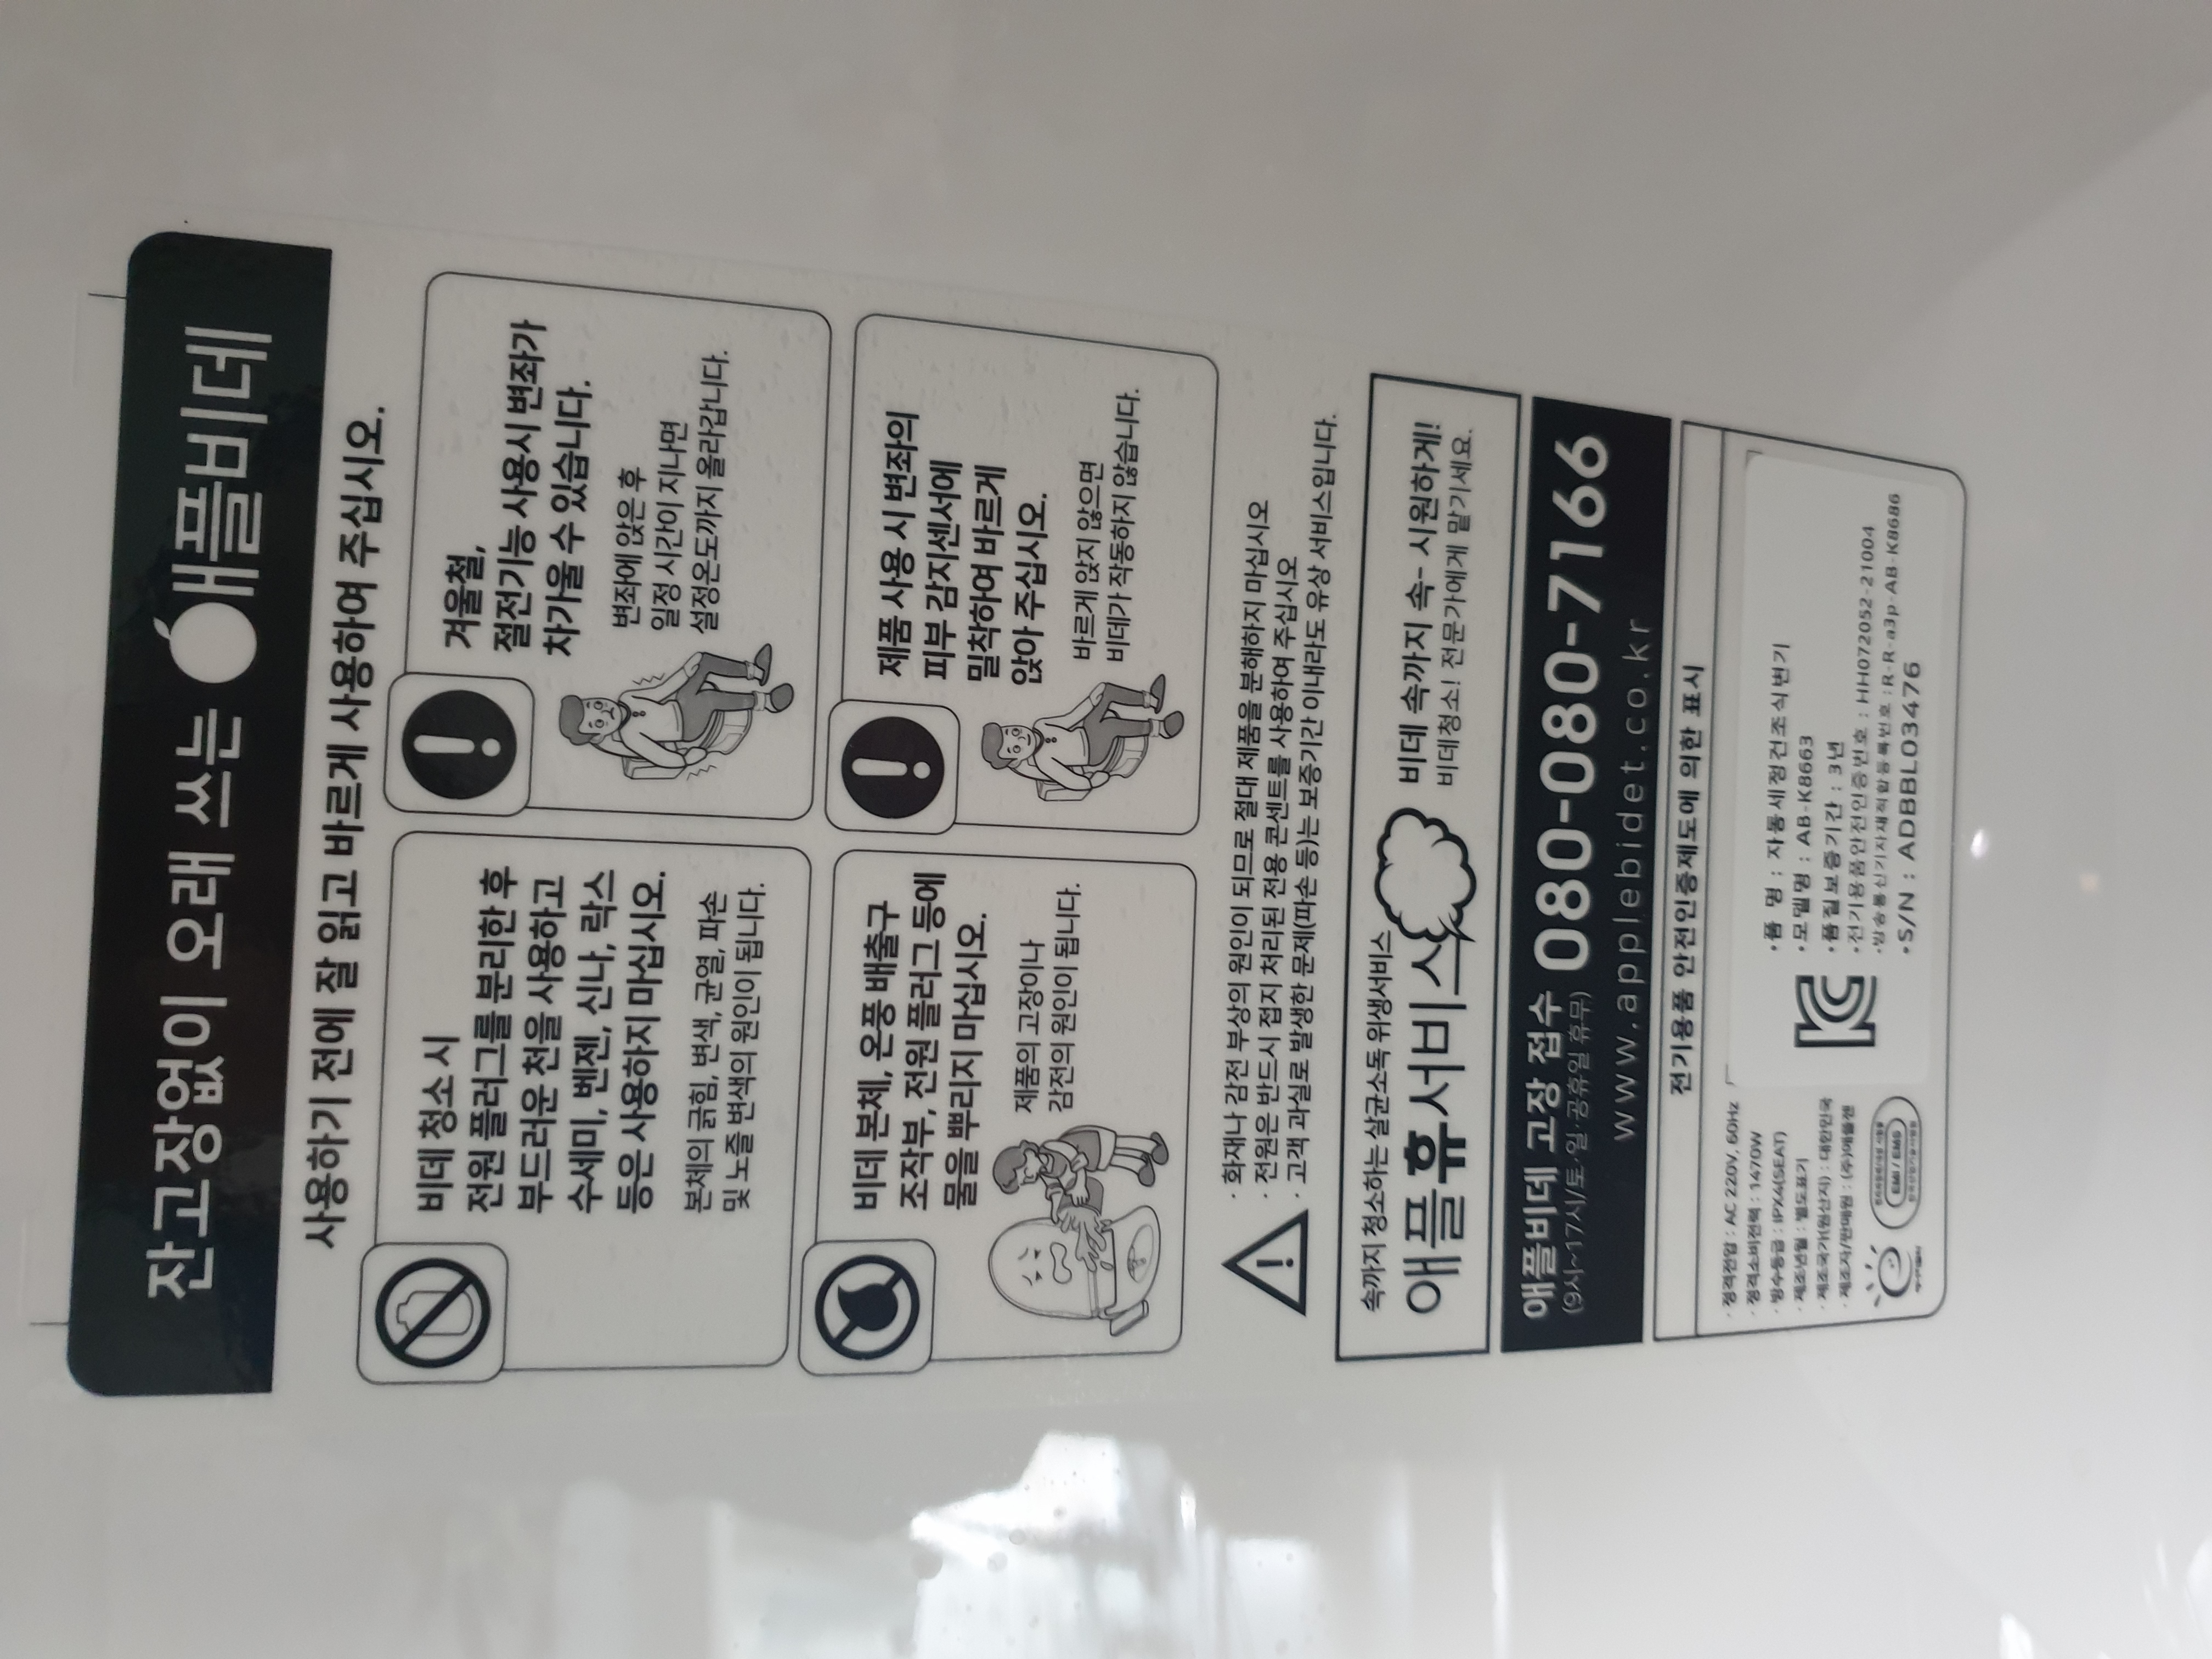 잔고장없이 오래 쓰는 애플비데
사용하기 전에 잘 읽고 바르게 사용하여 주십시오.
비데 청소 시
전원 플러그를 분리한 후
부드러운 천을 사용하고
수세미, 벤젠, 신나, 락스
등은 사용하지 마십시오.
본체의 긁힘, 변색, 균열, 파손
및 노즐 변색의 원인이 됩니다.
겨울철,
절전기능 사용시 변좌가
차가울 수 있습니다.
변좌에 앉은 후
일정 시간이 지나면
설정온도까지 올라갑니다.
비데 본체, 온풍 배출구
조작부, 전원 플러그 등에
물을 뿌리지 마십시오.
제품의 고장이나
감전의 원인이 됩니다.
제품 사용 시 변좌의
피부 감지센서에
밀착하여 바르게
앉아 주십시오.
바르게 앉지 않으면
비데가 작동하지 않습니다.
· 화재나 감전 부상의 원인이 되므로 절대 제품을 분해하지 마십시오
· 전원은 반드시 접지 처리된 전용 콘센트를 사용하여 주십시오
· 고객 과실로 발생한 문제(파손 등)는 보증기간 이내라도 유상 서비스입니다.
속까지 청소하는 살균소독 위생서비스
애플휴서비스
비데 속까지 속- 시원하게!
비데청소! 전문가에게 맡기세요.
애플비데 고장 접수 080-080-7166
(9시~17시/토·일·공휴일 휴무)
www.applebidet.co.kr
전기용품 안전인증제도에 의한 표시
· 정격전압 : AC 220V, 60Hz
· 정격소비전력 : 1470W
· 방수등급 : IPX4(SEAT)
· 제조년월 : 별도표기
· 제조국가(원산지) : 대한민국
· 제조자/판매원 : (주)애플젠
EMI / EMS
•품 명 : 자동세정건조식변기
•모델명 : AB-K8663
•품질보증기간 : 3년
•전기용품안전인증번호 : HH072052-21004
•방송통신기자재적합등록번호 : R-R-a3p-AB-K8686
•S/N : ADBBL03476